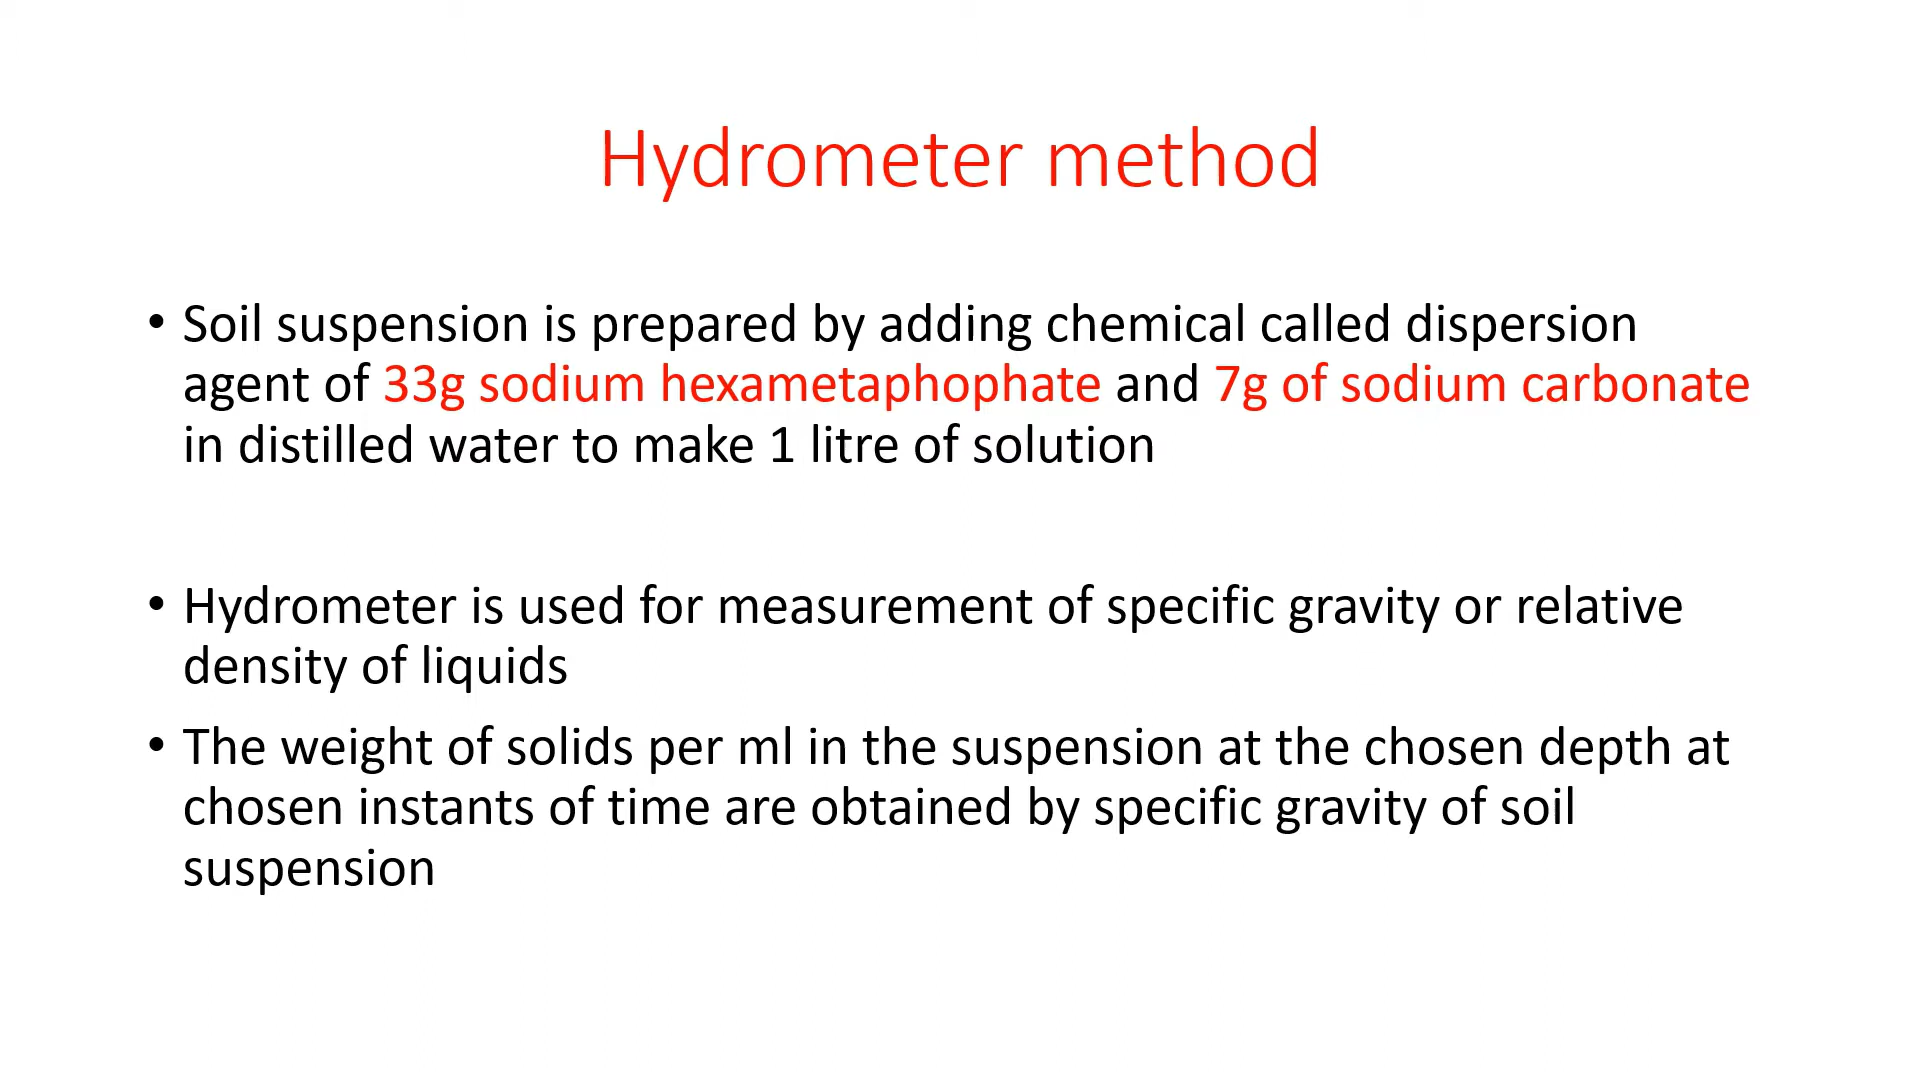 Hydrometer method
• Soil suspension is prepared by adding chemical called dispersion
agent of 33g sodium hexametaphophate and 7g of sodium carbonate
in distilled water to make 1 litre of solution
• Hydrometer is used for measurement of specific gravity or relative
density of liquids
• The weight of solids per ml in the suspension at the chosen depth at
chosen instants of time are obtained by specific gravity of soil
suspension